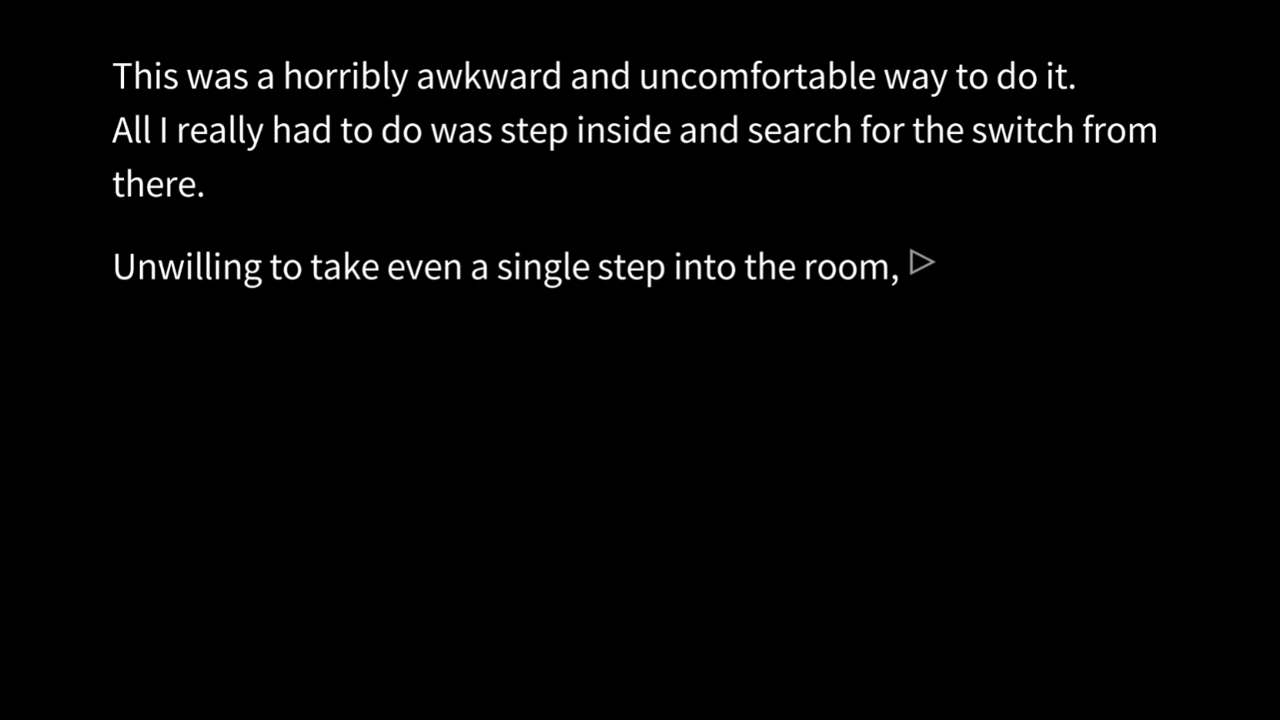 This was a horribly awkward and uncomfortable way to do it.
All I really had to do was step inside and search for the switch from
there.
Unwilling to take even a single step into the room,